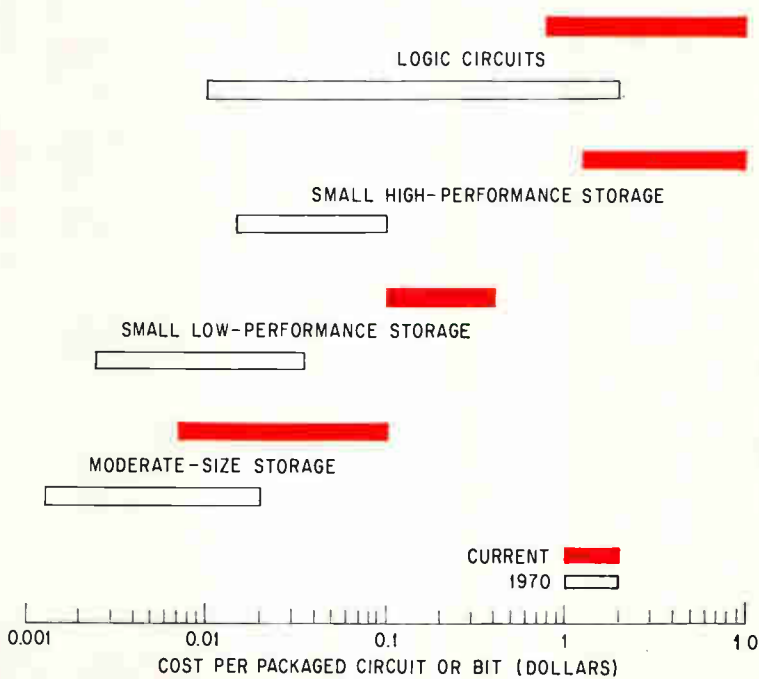 LOGIC CIRCUITS
SMALL HIGH-PERFORMANCE STORAGE
SMALL LOW-PERFORMANCE STORAGE
MODERATE-SIZE STORAGE
CURRENT
1970
0.001 0.01 0.1 1 10
COST PER PACKAGED CIRCUIT OR BIT (DOLLARS)